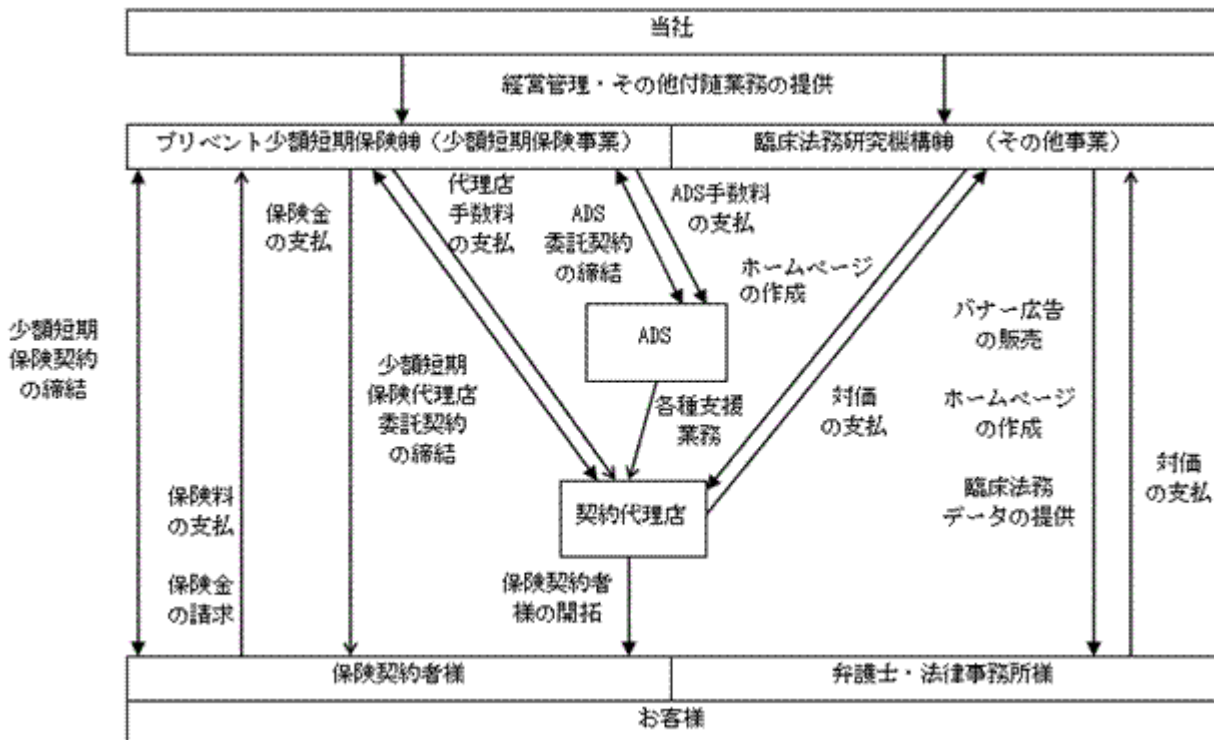 当社
経営管理・その他付随業務の提供
プリベント少額短期保険㈱（少額短期保険事業）
臨床法務研究機構㈱　（その他事業）
少額短期
保険契約
の締結
保険料
の支払
保険金
の請求
保険金
の支払
代理店
手数料
の支払
少額短期
保険代理店
委託契約
の締結
ADS
委託契約
の締結
ADS手数料
の支払
ADS
各種支援
業務
契約代理店
保険契約者
様の開拓
ホームページ
の作成
対価
の支払
バナー広告
の販売
ホームページ
の作成
臨床法務
データの提供
対価
の支払
保険契約者様
弁護士・法律事務所様
お客様